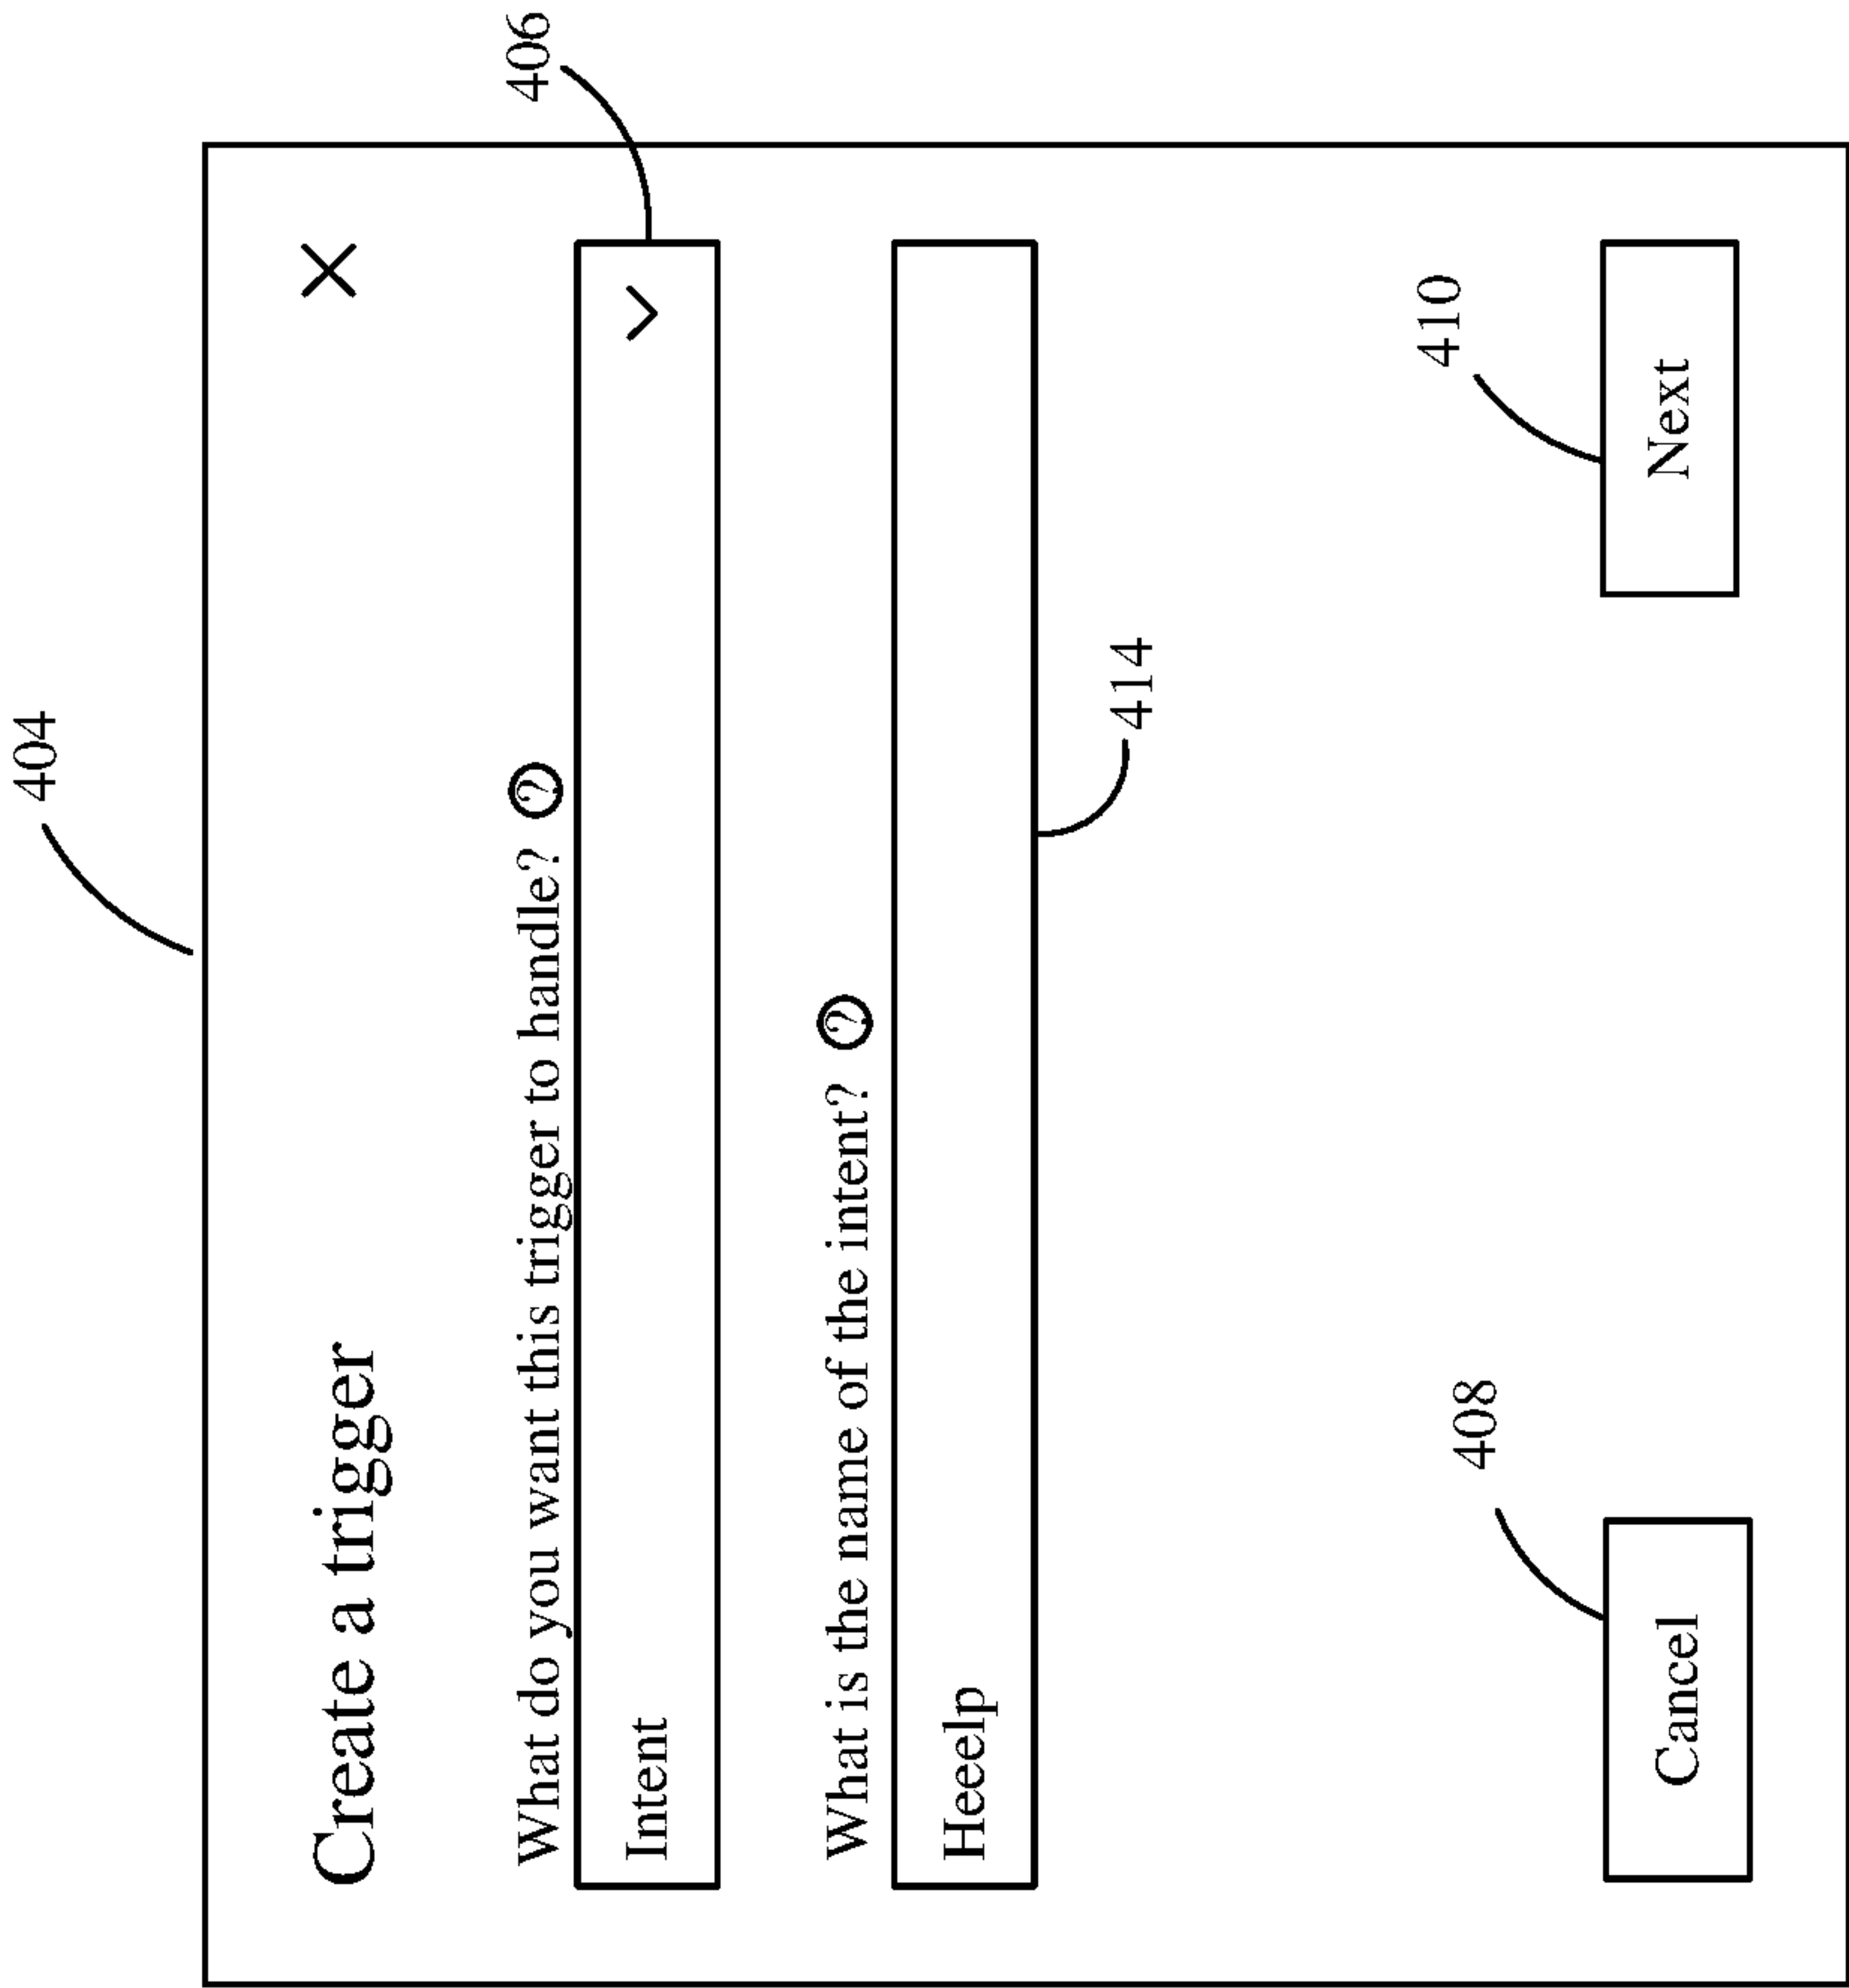 404
Create a trigger
406
What do you want this trigger to handle? ?
Intent
What is the name of the intent? ?
Heelp
414
408
410
Cancel
Next